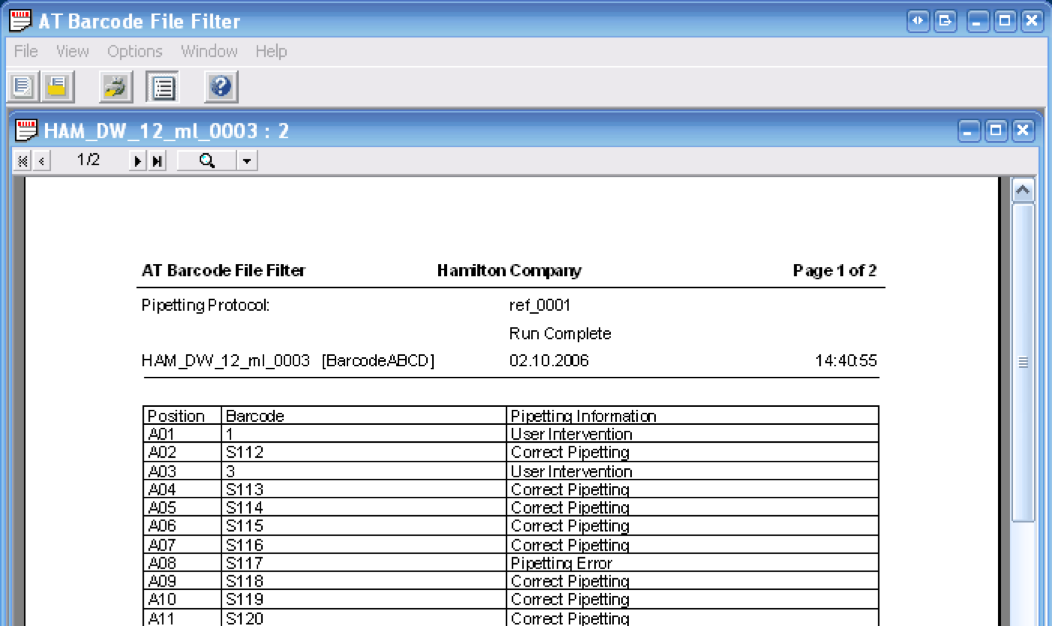 AT Barcode File Filter
File View Options Window Help
HAM_DW_12_ml_0003 : 2
1/2
AT Barcode File Filter Hamilton Company Page 1 of 2
Pipetting Protocol: ref_0001
Run Complete
HAM_DW_12_ml_0003 [BarcodeABCD] 02.10.2006 14:40:55
Position Barcode Pipetting Information
A01 1 User Intervention
A02 S112 Correct Pipetting
A03 3 User Intervention
A04 S113 Correct Pipetting
A05 S114 Correct Pipetting
A06 S115 Correct Pipetting
A07 S116 Correct Pipetting
A08 S117 Pipetting Error
A09 S118 Correct Pipetting
A10 S119 Correct Pipetting
A11 S120 Correct Pipetting